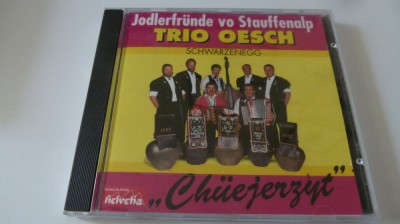 Jodlerfründe vo Stauffenalp
TRIO OESCH
SCHWARZENEGG
helvetia
„Chüejerzyt"